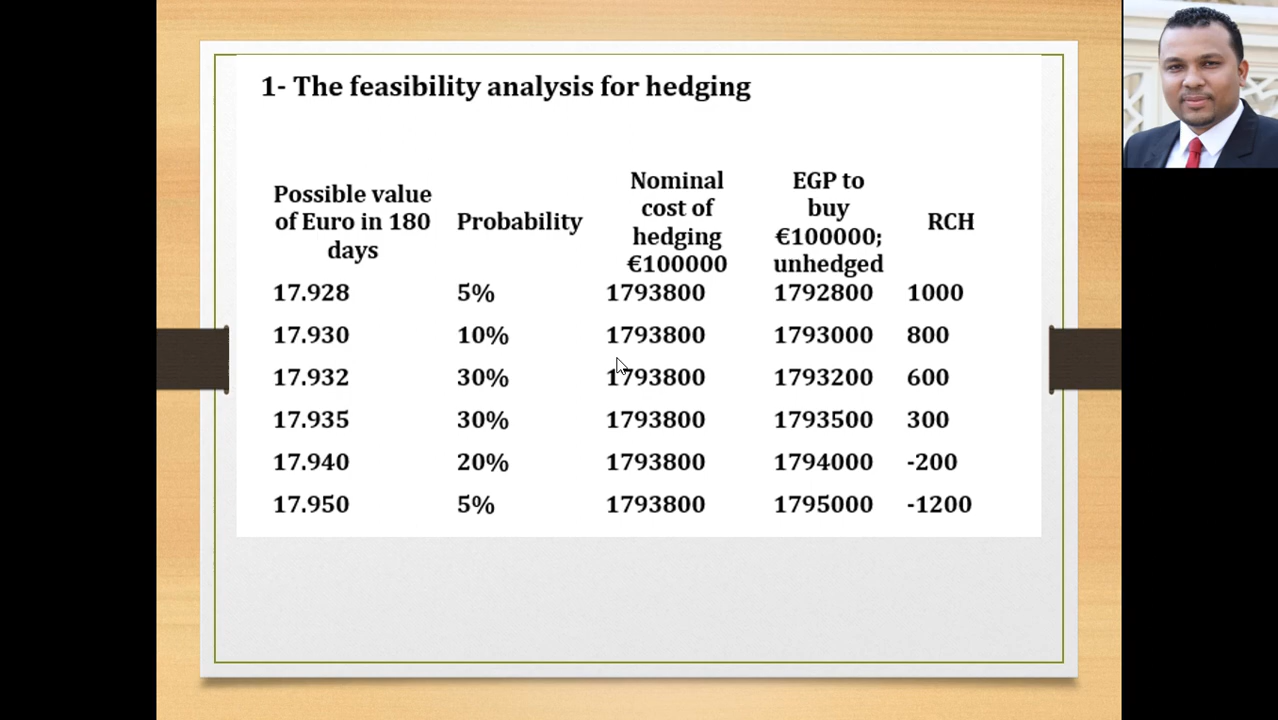 1- The feasibility analysis for hedging
Possible value
of Euro in 180
days
Probability
Nominal
cost of
hedging
€100000
EGP to
buy
€100000;
unhedged
RCH
17.928 5% 1793800 1792800 1000
17.930 10% 1793800 1793000 800
17.932 30% 1793800 1793200 600
17.935 30% 1793800 1793500 300
17.940 20% 1793800 1794000 -200
17.950 5% 1793800 1795000 -1200